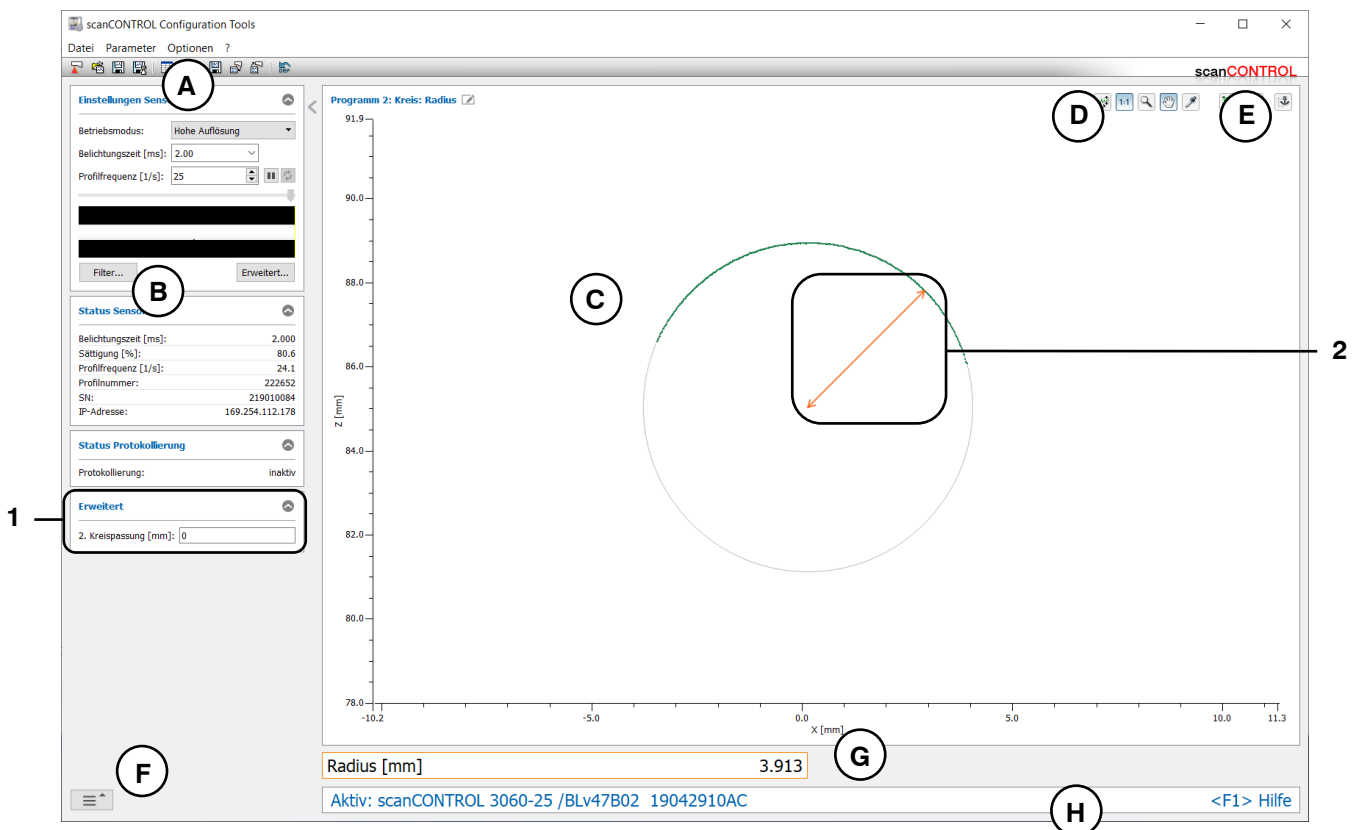 scanCONTROL Configuration Tools
Datei Parameter Optionen ?
A
scanCONTROL
Einstellungen Sens
Betriebsmodus: Hohe Auflösung
Belichtungszeit [ms]: 2.00
Profilfrequenz [1/s]: 25
Filter... Erweitert...
B
Status Senso
Belichtungszeit [ms]: 2.000
Sättigung [%]: 80.6
Profilfrequenz [1/s]: 24.1
Profilnummer: 222652
SN: 219010084
IP-Adresse: 169.254.112.178
Status Protokollierung
Protokollierung: inaktiv
1
Erweitert
2. Kreispassung [mm]: 0
F
Programm 2: Kreis: Radius
D
1:1
E
91.9
90.0
88.0
86.0
84.0
82.0
80.0
78.0
Z [mm]
C
2
-10.2 -5.0 0.0 5.0 10.0 11.3
X [mm]
G
Radius [mm] 3.913
Aktiv: scanCONTROL 3060-25 /BLv47B02 19042910AC
H
<F1> Hilfe